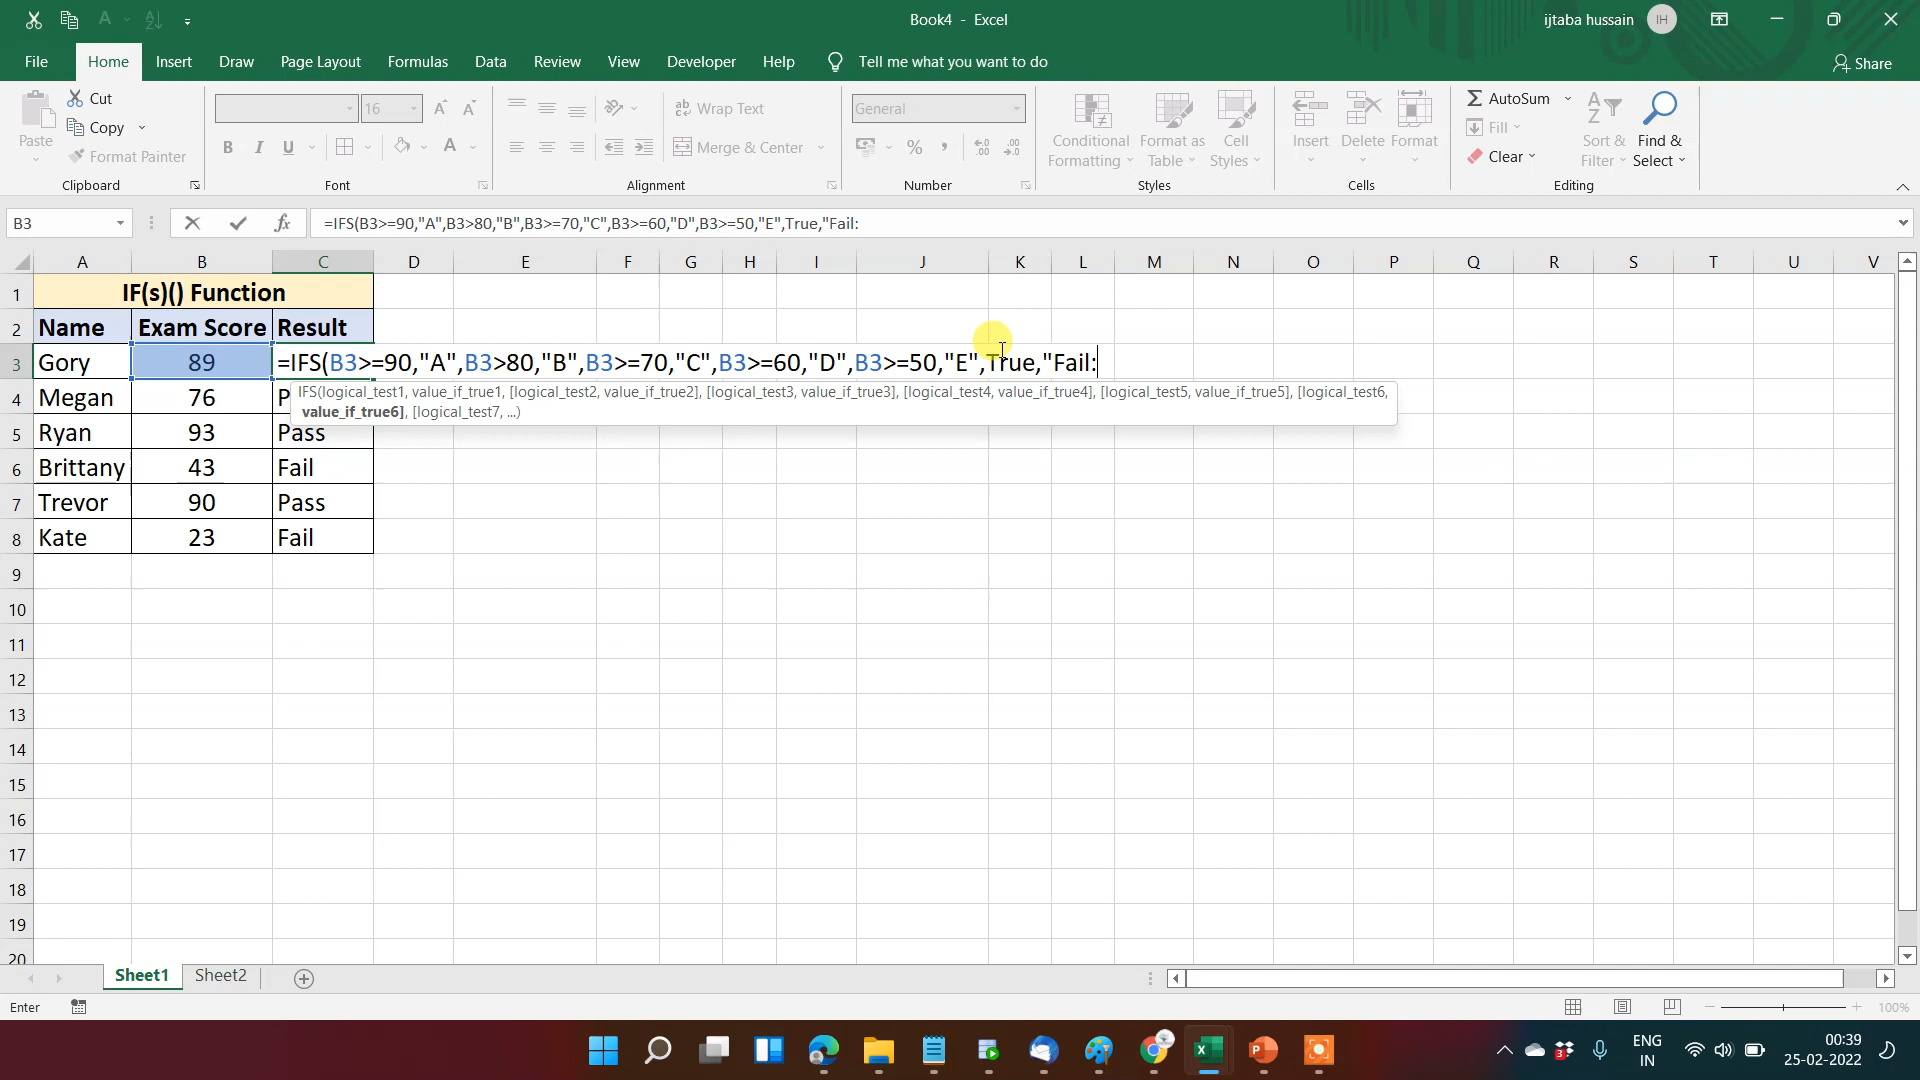 Book4 - Excel
ijtaba hussain
IH
File Home Insert Draw Page Layout Formulas Data Review View Developer Help Tell me what you want to do
Share
Paste
Cut
Copy
Format Painter
Clipboard
16
B I U
Font
Wrap Text
Merge & Center
Alignment
General
Number
Conditional Formatting
Format as Table
Cell Styles
Styles
Insert Delete Format
Cells
AutoSum
Fill
Clear
Sort & Filter
Find & Select
Editing
B3
fx
=IFS(B3>=90,"A",B3>80,"B",B3>=70,"C",B3>=60,"D",B3>=50,"E",True,"Fail:
A B C D E F G H I J K L M N O P Q R S T U V
1 IF(s)() Function
2 Name Exam Score Result
3 Gory 89 =IFS(B3>=90,"A",B3>80,"B",B3>=70,"C",B3>=60,"D",B3>=50,"E",True,"Fail:
IFS(logical_test1, value_if_true1, [logical_test2, value_if_true2], [logical_test3, value_if_true3], [logical_test4, value_if_true4], [logical_test5, value_if_true5], [logical_test6,
value_if_true6], [logical_test7, ...)
4 Megan 76 P
5 Ryan 93 Pass
6 Brittany 43 Fail
7 Trevor 90 Pass
8 Kate 23 Fail
9
10
11
12
13
14
15
16
17
18
19
20
Sheet1 Sheet2
Enter
100%
3
ENG
IN
00:39
25-02-2022